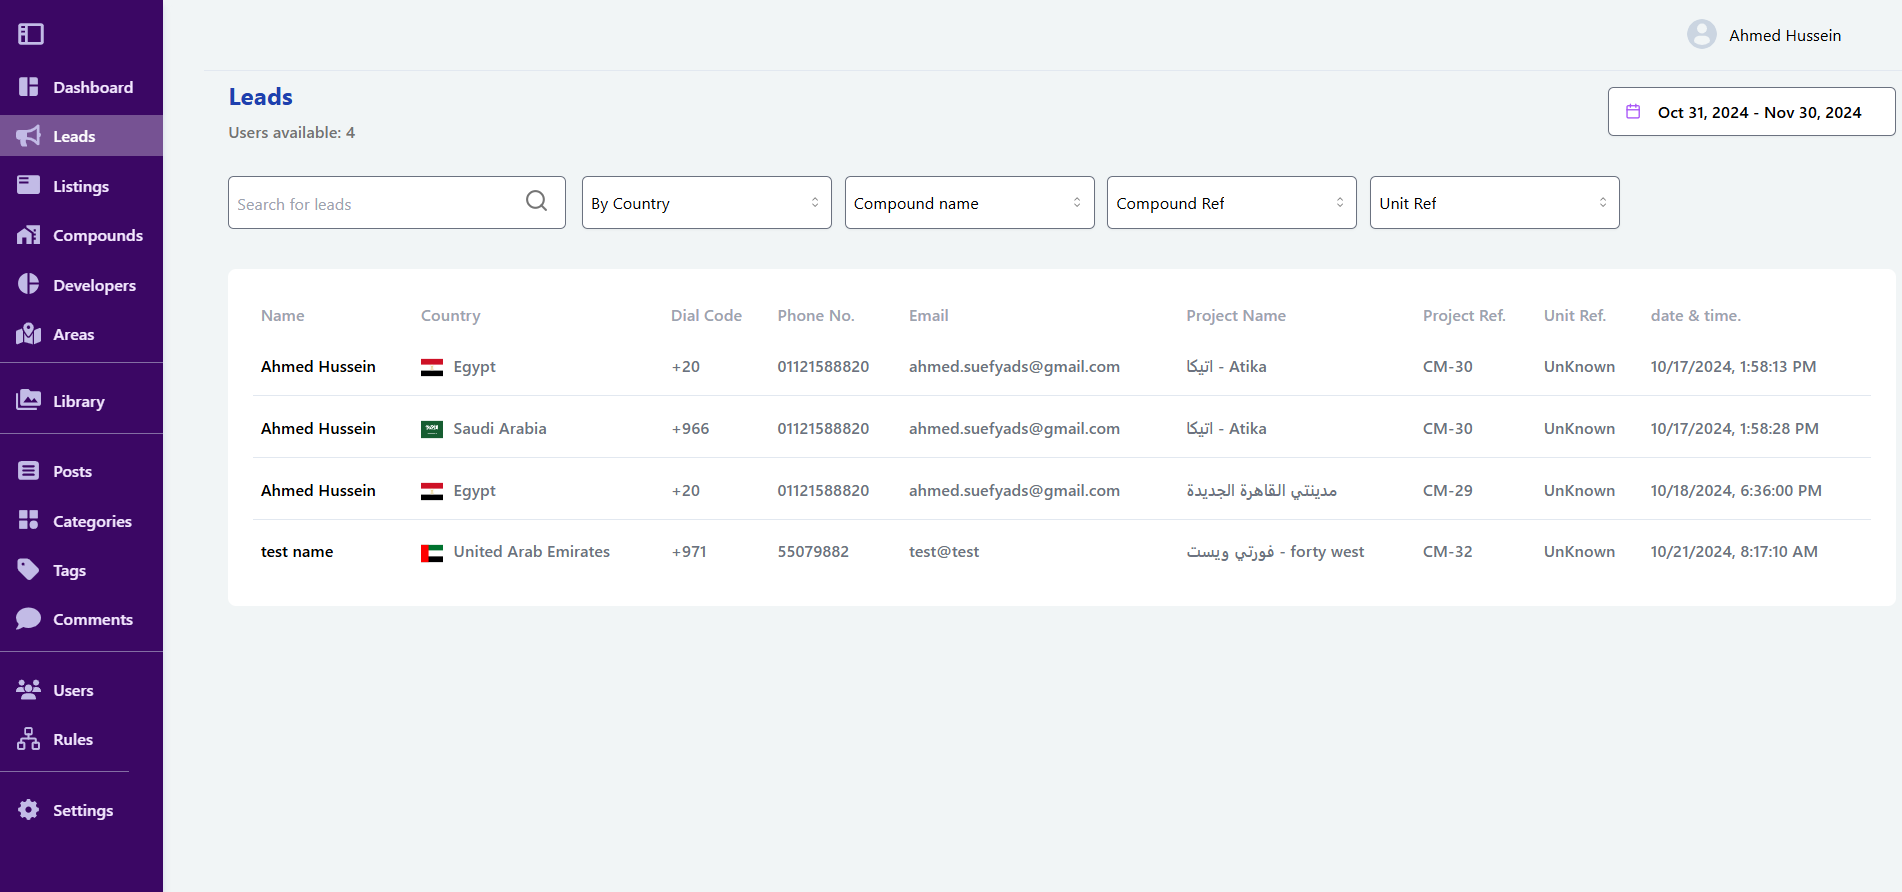 Ahmed Hussein
Dashboard
Leads
Listings
Compounds
Developers
Areas
Library
Posts
Categories
Tags
Comments
Users
Rules
Settings
Leads
Users available: 4
Oct 31, 2024 - Nov 30, 2024
Search for leads By Country Compound name Compound Ref Unit Ref
Name Country Dial Code Phone No. Email Project Name Project Ref. Unit Ref. date & time.
Ahmed Hussein Egypt +20 01121588820 ahmed.suefyads@gmail.com اتيكا - Atika CM-30 UnKnown 10/17/2024, 1:58:13 PM
Ahmed Hussein Saudi Arabia +966 01121588820 ahmed.suefyads@gmail.com اتيكا - Atika CM-30 UnKnown 10/17/2024, 1:58:28 PM
Ahmed Hussein Egypt +20 01121588820 ahmed.suefyads@gmail.com مدينتي القاهرة الجديدة CM-29 UnKnown 10/18/2024, 6:36:00 PM
test name United Arab Emirates +971 55079882 test@test فورتي ويست - forty west CM-32 UnKnown 10/21/2024, 8:17:10 AM